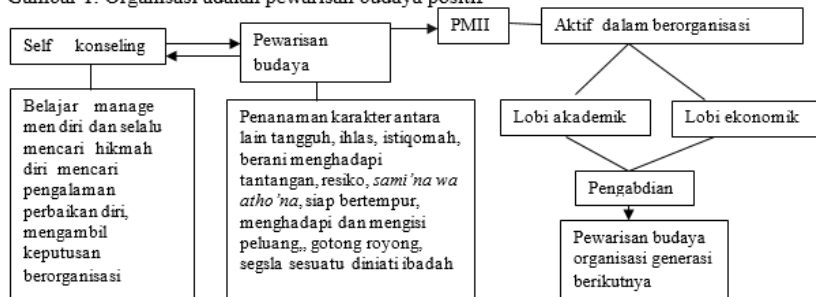 Gambar 1. Organisasi adalah pewarisan budaya positif
Self konseling
Pewarisan
budaya
PMII
Aktif dalam berorganisasi
Belajar manage
men diri dan selalu
mencari hikmah
diri mencari
pengalaman
perbaikan diri,
mengambil
keputusan
berorganisasi
Penanaman karakter antara
lain tangguh, ihlas, istiqomah,
berani menghadapi
tantangan, resiko, sami’na wa
atho’na, siap bertempur,
menghadapi dan mengisi
peluang,, gotong royong,
segsla sesuatu diniati ibadah
Lobi akademik
Lobi ekonomik
Pengabdian
Pewarisan budaya
organisasi generasi
berikutnya